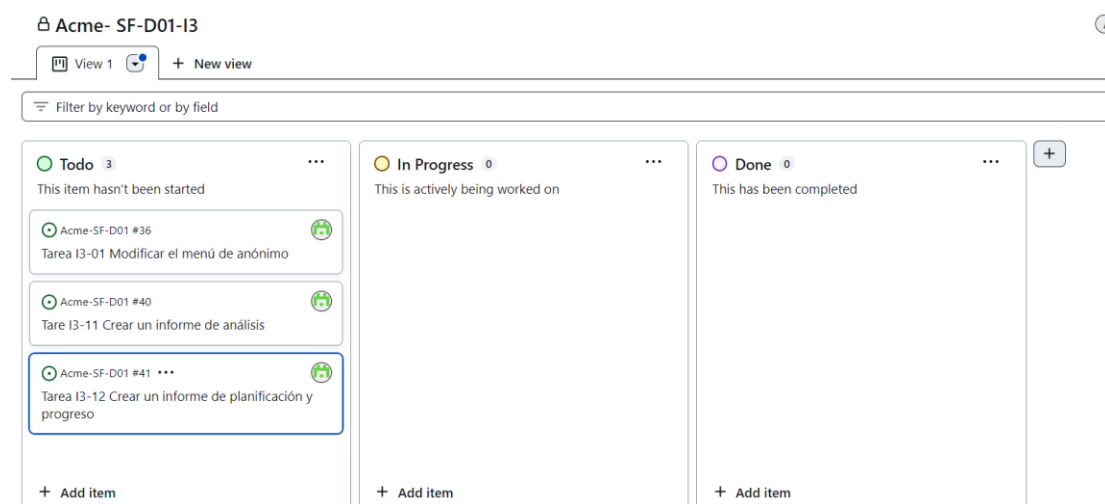 Acme- SF-D01-I3
View 1
+ New view
Filter by keyword or by field
Todo 3
This item hasn't been started
Acme-SF-D01 #36
Tarea I3-01 Modificar el menú de anónimo
Acme-SF-D01 #40
Tare I3-11 Crear un informe de análisis
Acme-SF-D01 #41
Tarea I3-12 Crear un informe de planificación y
progreso
+ Add item
In Progress 0
This is actively being worked on
+ Add item
Done 0
This has been completed
+ Add item
+